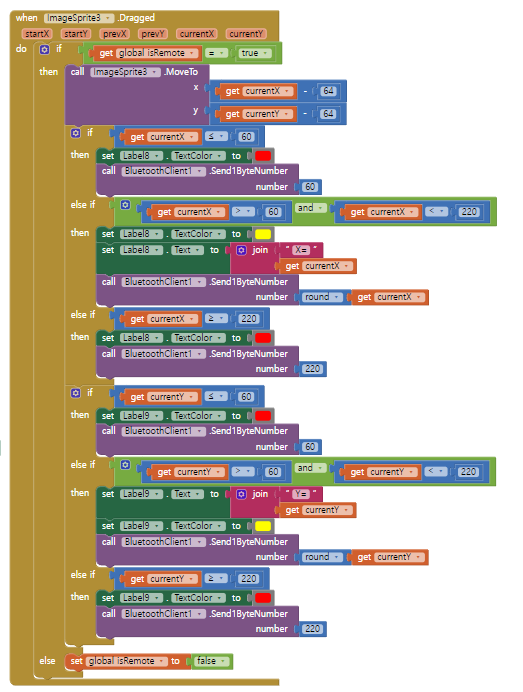 when ImageSprite3 .Dragged
startX startY prevX prevY currentX currentY
do if get global isRemote = true
then call ImageSprite3 .MoveTo
x get currentX - 64
y get currentY - 64
if get currentX ≤ 60
then set Label8 . TextColor to
call BluetoothClient1 .Send1ByteNumber
number 60
else if get currentX > 60 and get currentX < 220
then set Label8 . TextColor to
set Label8 . Text to join " X= "
get currentX
call BluetoothClient1 .Send1ByteNumber
number round get currentX
else if get currentX ≥ 220
then set Label8 . TextColor to
call BluetoothClient1 .Send1ByteNumber
number 220
if get currentY ≤ 60
then set Label9 . TextColor to
call BluetoothClient1 .Send1ByteNumber
number 60
else if get currentY > 60 and get currentY < 220
then set Label9 . Text to join " Y= "
get currentY
set Label9 . TextColor to
call BluetoothClient1 .Send1ByteNumber
number round get currentY
else if get currentY ≥ 220
then set Label9 . TextColor to
call BluetoothClient1 .Send1ByteNumber
number 220
else set global isRemote to false